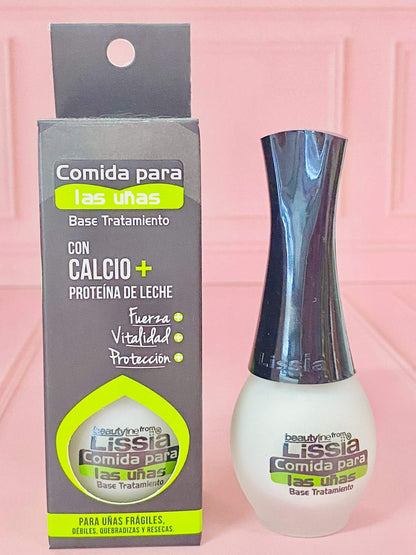 Comida para
las uñas
Base Tratamiento
CON
CALCIO+
PROTEÍNA DE LECHE
Fuerza +
Vitalidad +
Protección +
beautyline from
Lissia
Comida para
las uñas
Base Tratamiento
PARA UÑAS FRÁGILES,
DÉBILES, QUEBRADIZAS Y RESECAS.
Lissia
beautyline from
Lissia
Comida para
las uñas
Base Tratamiento